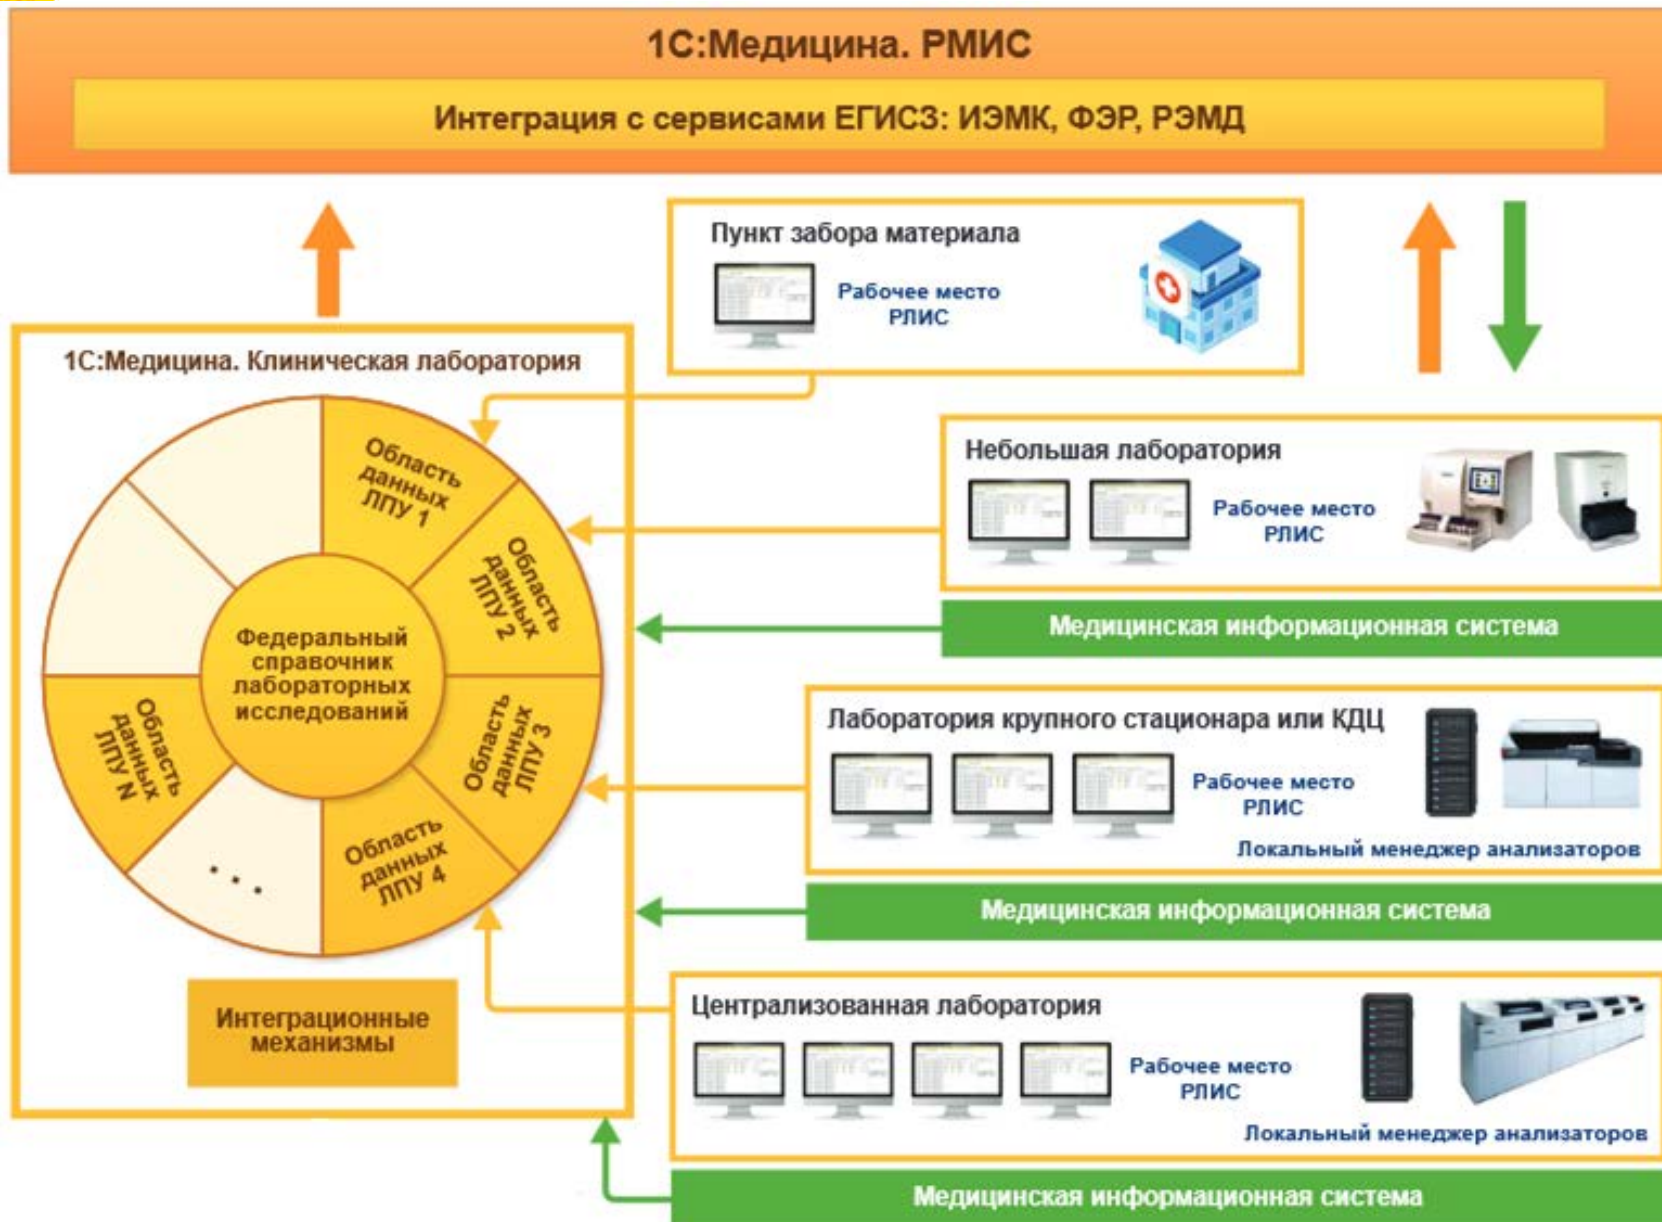 1С:Медицина. РМИС
Интеграция с сервисами ЕГИСЗ: ИЭМК, ФЭР, РЭМД
Пункт забора материала
Рабочее место
РЛИС
1С:Медицина. Клиническая лаборатория
Область
данных
ЛПУ 1
Область
данных
ЛПУ 2
Область
данных
ЛПУ 3
Область
данных
ЛПУ 4
. . .
Область
данных
ЛПУ N
Федеральный
справочник
лабораторных
исследований
Интеграционные
механизмы
Небольшая лаборатория
Рабочее место
РЛИС
Медицинская информационная система
Лаборатория крупного стационара или КДЦ
Рабочее место
РЛИС
Локальный менеджер анализаторов
Медицинская информационная система
Централизованная лаборатория
Рабочее место
РЛИС
Локальный менеджер анализаторов
Медицинская информационная система